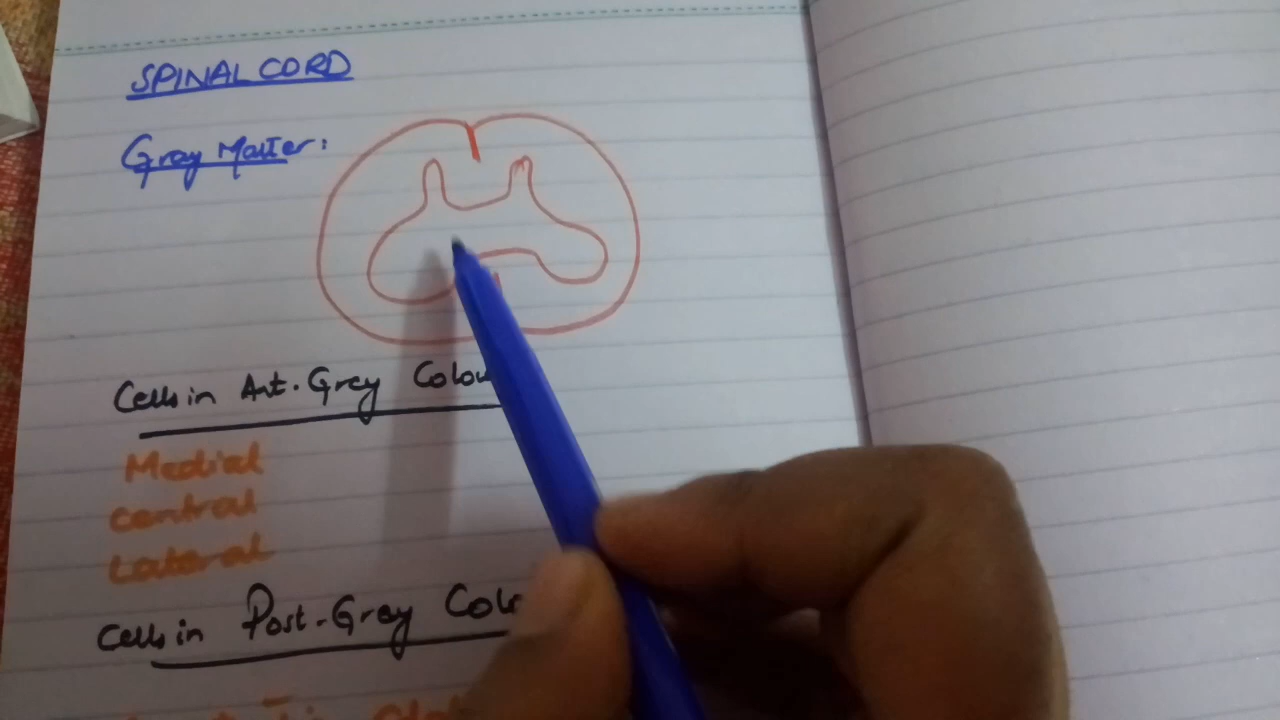 SPINAL CORD
Grey Matter:
Cells in Ant. Grey
Medial
Central
Lateral
Cells in Post-Grey